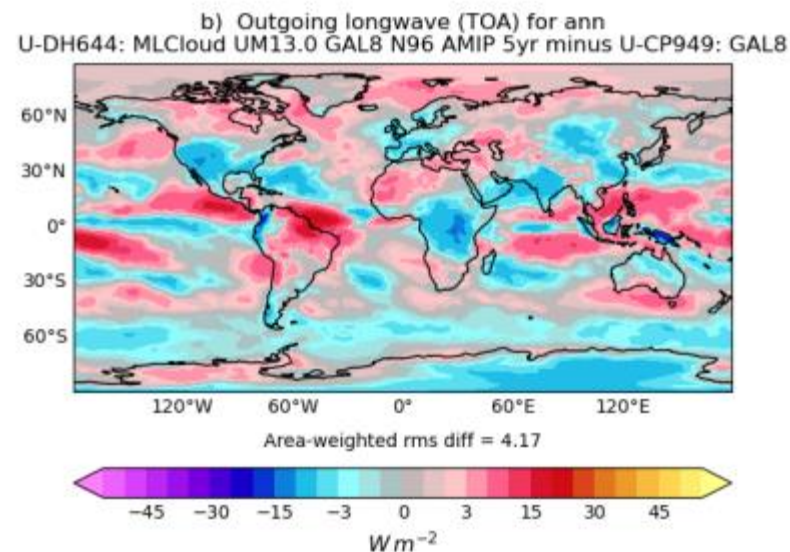 b)  Outgoing longwave (TOA) for ann
U-DH644: MLCloud UM13.0 GAL8 N96 AMIP 5yr minus U-CP949: GAL8
60°N
30°N
0°
30°S
60°S
120°W 60°W 0° 60°E 120°E
Area-weighted rms diff = 4.17
−45 −30 −15 −3 0 3 15 30 45
W m⁻²